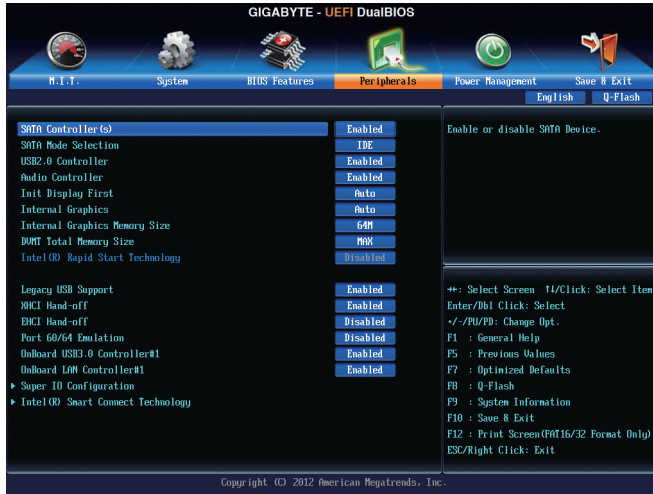 GIGABYTE - UEFI DualBIOS
M.I.T. System BIOS Features Peripherals Power Management Save & Exit
English Q-Flash
SATA Controller(s) Enabled
SATA Mode Selection IDE
USB2.0 Controller Enabled
Audio Controller Enabled
Init Display First Auto
Internal Graphics Auto
Internal Graphics Memory Size 64M
DVMT Total Memory Size MAX
Intel(R) Rapid Start Technology Disabled
Legacy USB Support Enabled
XHCI Hand-off Enabled
EHCI Hand-off Disabled
Port 60/64 Emulation Disabled
OnBoard USB3.0 Controller#1 Enabled
OnBoard LAN Controller#1 Enabled
Super IO Configuration
Intel(R) Smart Connect Technology
Enable or disable SATA Device.
→←: Select Screen ↑↓/Click: Select Item
Enter/Dbl Click: Select
+/-/PU/PD: Change Opt.
F1 : General Help
F5 : Previous Values
F7 : Optimized Defaults
F8 : Q-Flash
F9 : System Information
F10 : Save & Exit
F12 : Print Screen(FAT16/32 Format Only)
ESC/Right Click: Exit
Copyright (C) 2012 American Megatrends, Inc.